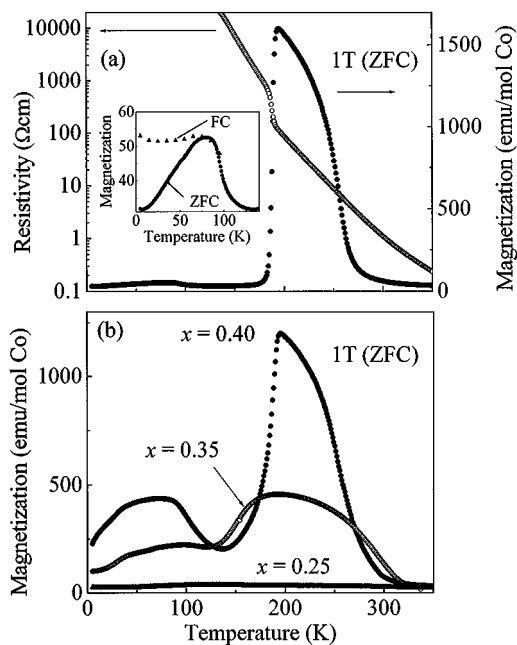 10000
1000
100
10
1
0.1
Resistivity (Ωcm)
(a)
1T (ZFC)
1500
1000
500
0
Magnetization (emu/mol Co)
60
50
40
Magnetization
FC
ZFC
0
50
100
Temperature (K)
(b)
x = 0.40
1T (ZFC)
x = 0.35
x = 0.25
1000
500
0
Magnetization (emu/mol Co)
0
100
200
300
Temperature (K)